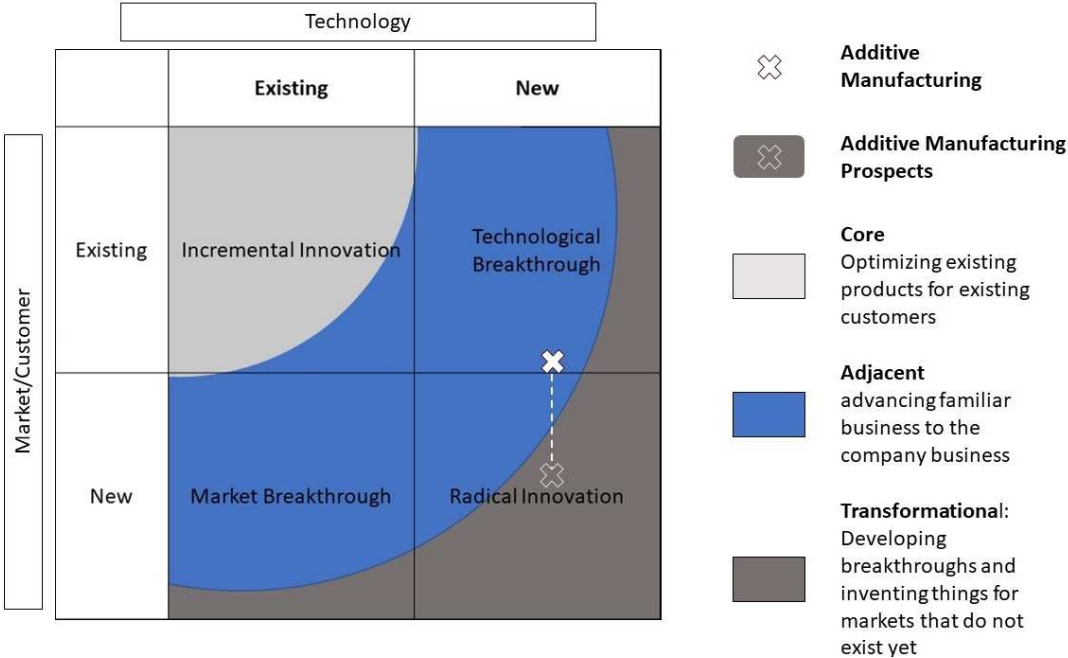 Technology
Existing
New
Market/Customer
Existing
Incremental Innovation
Technological
Breakthrough
New
Market Breakthrough
Radical Innovation
Additive
Manufacturing
Additive Manufacturing
Prospects
Core
Optimizing existing
products for existing
customers
Adjacent
advancing familiar
business to the
company business
Transformational:
Developing
breakthroughs and
inventing things for
markets that do not
exist yet